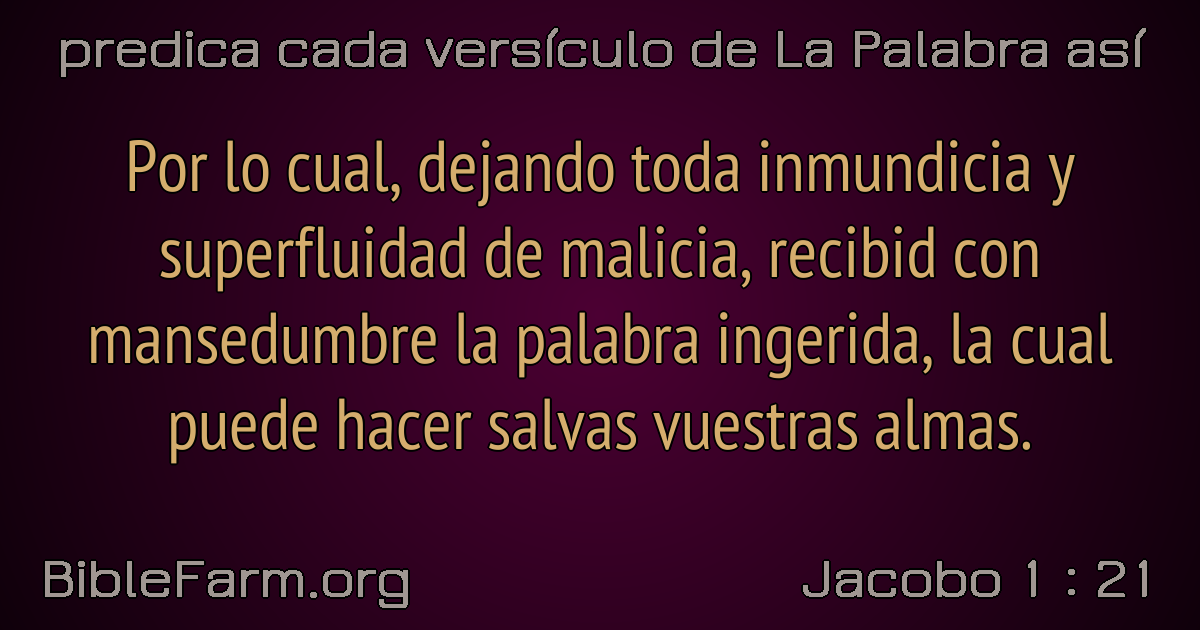 predica cada versículo de La Palabra así
Por lo cual, dejando toda inmundicia y
superfluidad de malicia, recibid con
mansedumbre la palabra ingerida, la cual
puede hacer salvas vuestras almas.
BibleFarm.org
Jacobo 1 : 21